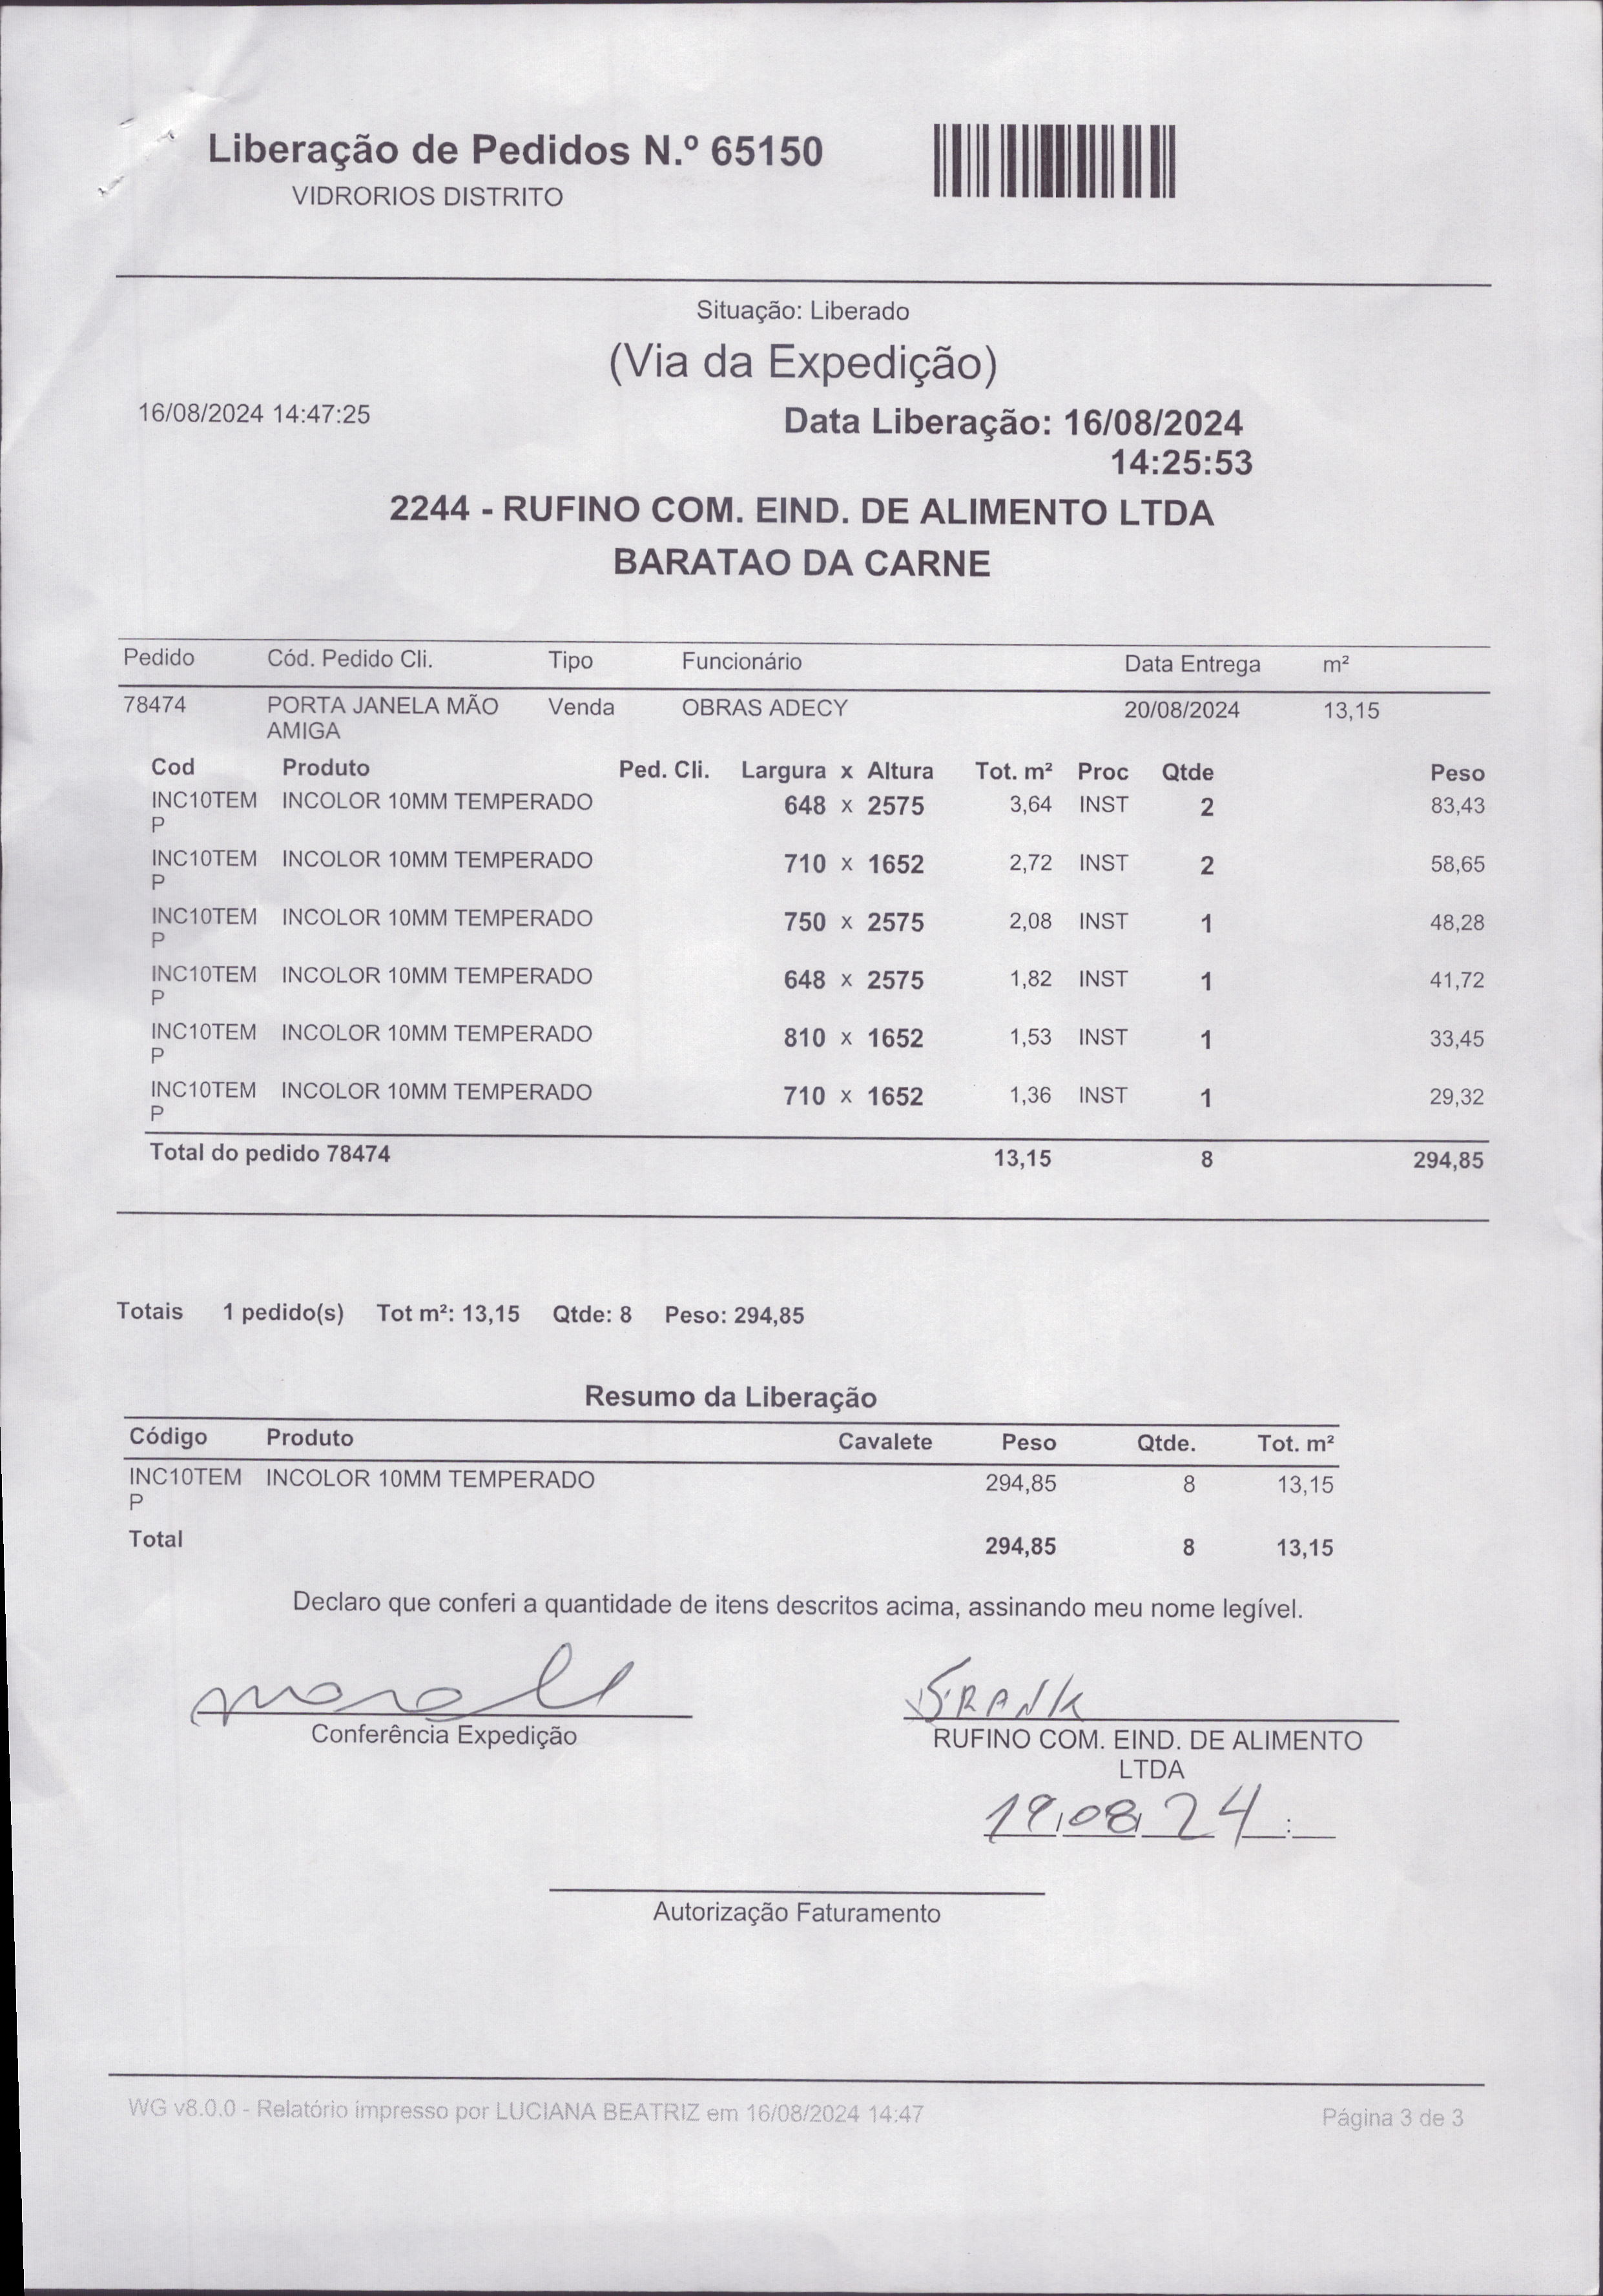 Liberação de Pedidos N.º 65150
VIDRORIOS DISTRITO
Situação: Liberado
(Via da Expedição)
16/08/2024 14:47:25
Data Liberação: 16/08/2024
14:25:53
2244 - RUFINO COM. EIND. DE ALIMENTO LTDA
BARATAO DA CARNE
Pedido Cód. Pedido Cli. Tipo Funcionário Data Entrega m²
78474 PORTA JANELA MÃO Venda OBRAS ADECY 20/08/2024 13,15
AMIGA
Cod Produto Ped. Cli. Largura x Altura Tot. m² Proc Qtde Peso
INC10TEM INCOLOR 10MM TEMPERADO 648 x 2575 3,64 INST 2 83,43
P
INC10TEM INCOLOR 10MM TEMPERADO 710 x 1652 2,72 INST 2 58,65
P
INC10TEM INCOLOR 10MM TEMPERADO 750 x 2575 2,08 INST 1 48,28
P
INC10TEM INCOLOR 10MM TEMPERADO 648 x 2575 1,82 INST 1 41,72
P
INC10TEM INCOLOR 10MM TEMPERADO 810 x 1652 1,53 INST 1 33,45
P
INC10TEM INCOLOR 10MM TEMPERADO 710 x 1652 1,36 INST 1 29,32
P
Total do pedido 78474 13,15 8 294,85
Totais 1 pedido(s) Tot m²: 13,15 Qtde: 8 Peso: 294,85
Resumo da Liberação
Código Produto Cavalete Peso Qtde. Tot. m²
INC10TEM INCOLOR 10MM TEMPERADO 294,85 8 13,15
P
Total 294,85 8 13,15
Declaro que conferi a quantidade de itens descritos acima, assinando meu nome legível.
FRANK
Conferência Expedição RUFINO COM. EIND. DE ALIMENTO
LTDA
19/08/24 :
Autorização Faturamento
WG v8.0.0 - Relatório impresso por LUCIANA BEATRIZ em 16/08/2024 14:47 Página 3 de 3